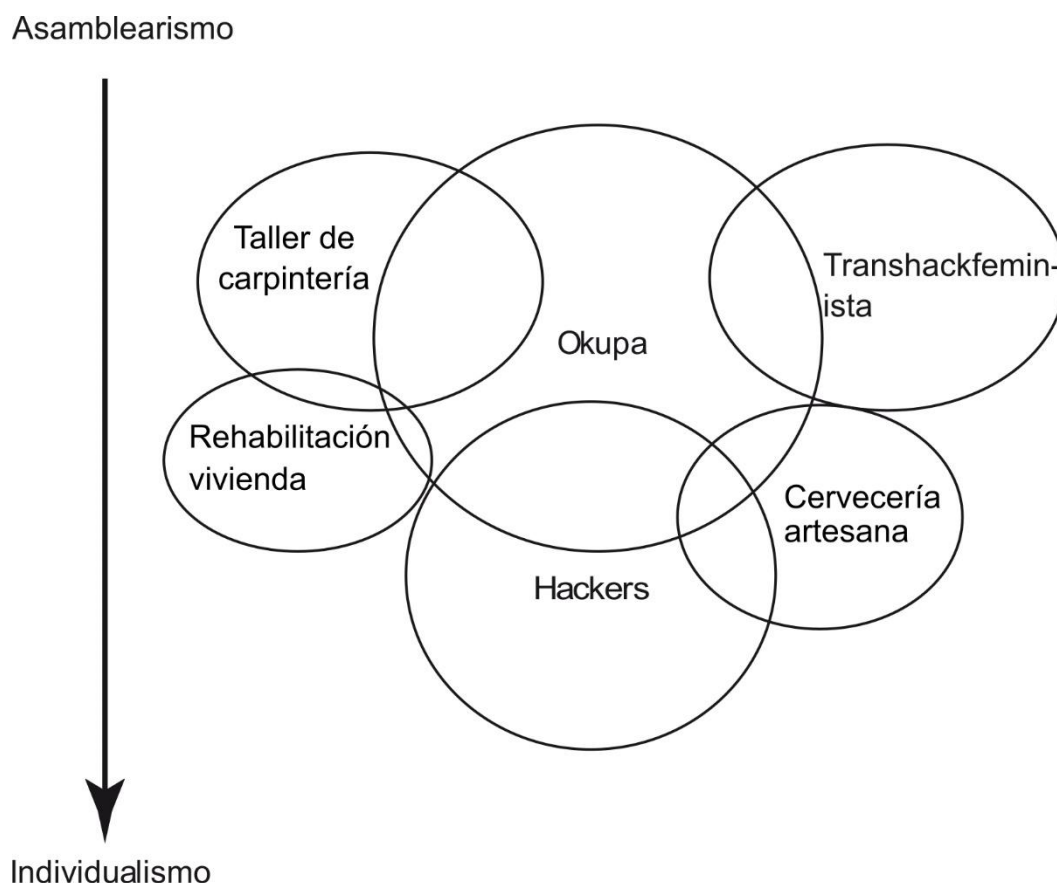 Asamblearismo
Taller de
carpintería
Transhackfemin-
ista
Okupa
Rehabilitación
vivienda
Cervecería
artesana
Hackers
Individualismo